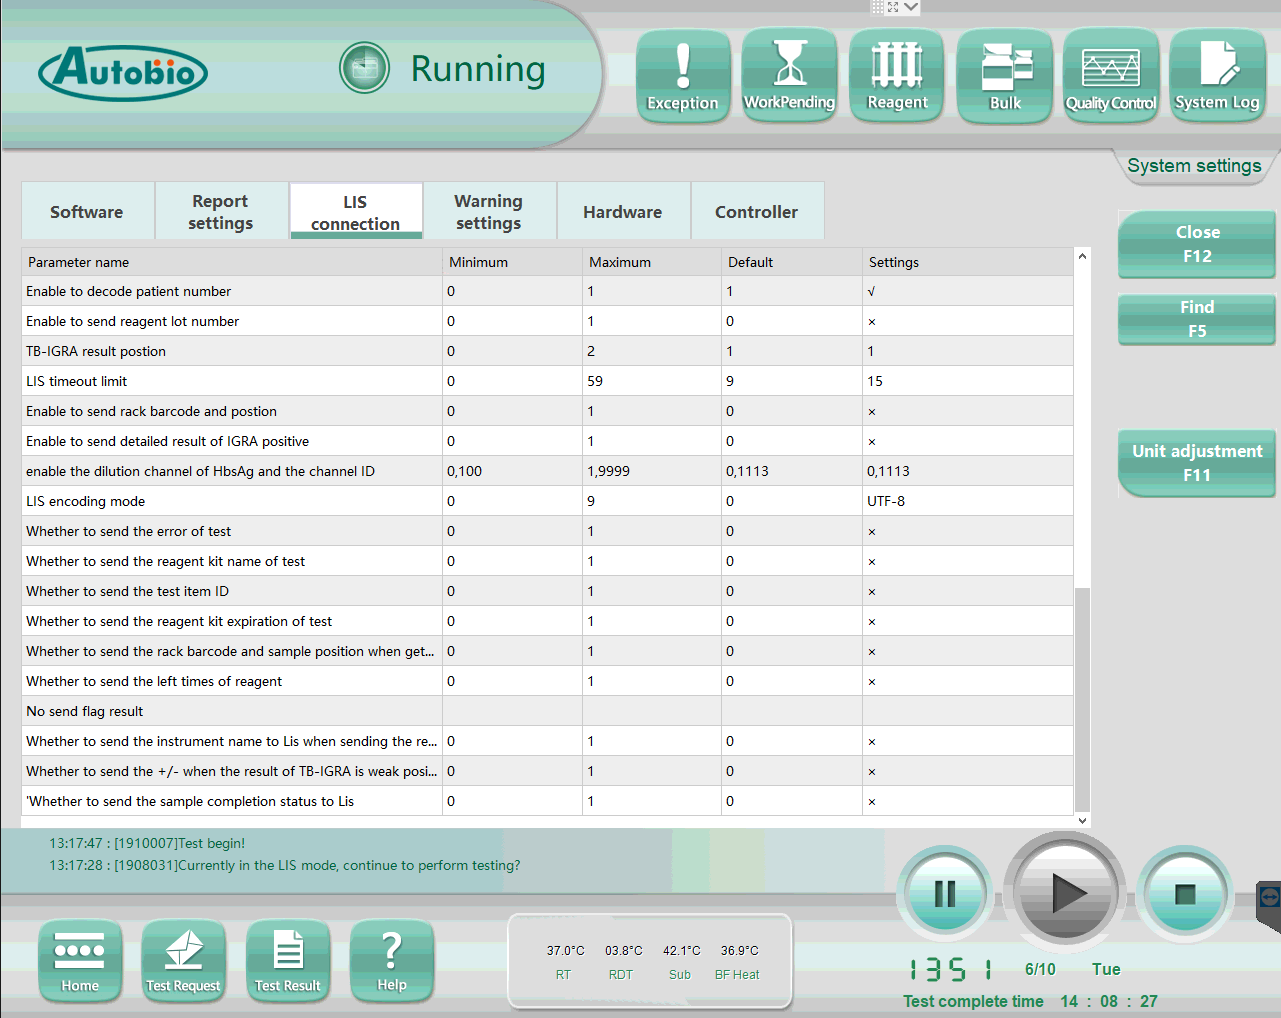 Autobio
Running
Exception
WorkPending
Reagent
Bulk
Quality Control
System Log
System settings
Software
Report settings
LIS connection
Warning settings
Hardware
Controller
Close
F12
Find
F5
Unit adjustment
F11
Parameter name Minimum Maximum Default Settings
Enable to decode patient number 0 1 1 √
Enable to send reagent lot number 0 1 0 ×
TB-IGRA result postion 0 2 1 1
LIS timeout limit 0 59 9 15
Enable to send rack barcode and postion 0 1 0 ×
Enable to send detailed result of IGRA positive 0 1 0 ×
enable the dilution channel of HbsAg and the channel ID 0,100 1,9999 0,1113 0,1113
LIS encoding mode 0 9 0 UTF-8
Whether to send the error of test 0 1 0 ×
Whether to send the reagent kit name of test 0 1 0 ×
Whether to send the test item ID 0 1 0 ×
Whether to send the reagent kit expiration of test 0 1 0 ×
Whether to send the rack barcode and sample position when get... 0 1 0 ×
Whether to send the left times of reagent 0 1 0 ×
No send flag result
Whether to send the instrument name to Lis when sending the re... 0 1 0 ×
Whether to send the +/- when the result of TB-IGRA is weak posi... 0 1 0 ×
'Whether to send the sample completion status to Lis 0 1 0 ×
13:17:47 : [1910007]Test begin!
13:17:28 : [1908031]Currently in the LIS mode, continue to perform testing?
Home
Test Request
Test Result
Help
37.0°C 03.8°C 42.1°C 36.9°C
RT RDT Sub BF Heat
1351 6/10 Tue
Test complete time 14 : 08 : 27